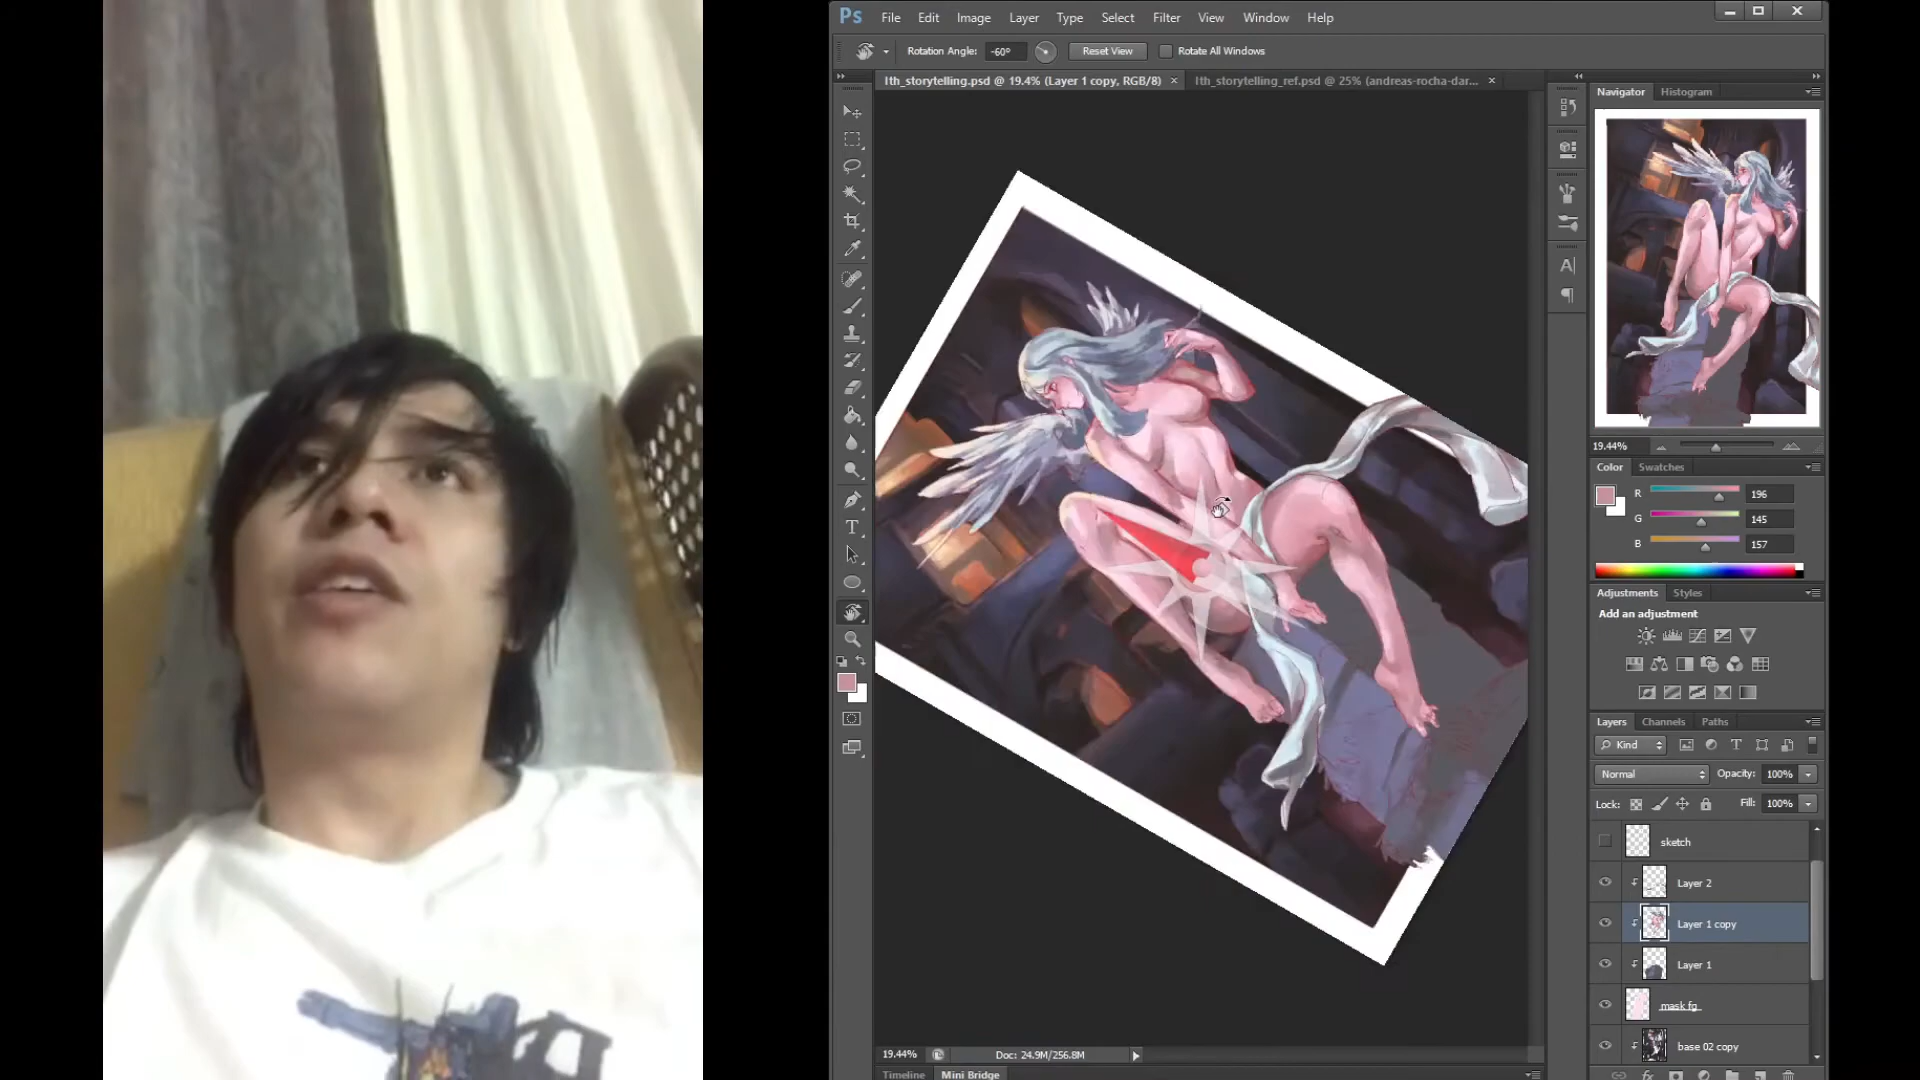 Ps File Edit Image Layer Type Select Filter View Window Help
Rotation Angle: -60° Reset View Rotate All Windows
lth_storytelling.psd @ 19.4% (Layer 1 copy, RGB/8) × lth_storytelling_ref.psd @ 25% (andreas-rocha-dar... ×
Navigator Histogram
19.44%
Color Swatches
R 196
G 145
B 157
Adjustments Styles
Add an adjustment
Layers Channels Paths
Kind T
Normal Opacity: 100%
Lock: Fill: 100%
sketch
Layer 2
Layer 1 copy
Layer 1
mask fg
base 02 copy
fx
19.44% Doc: 24.9M/256.8M
Timeline Mini Bridge